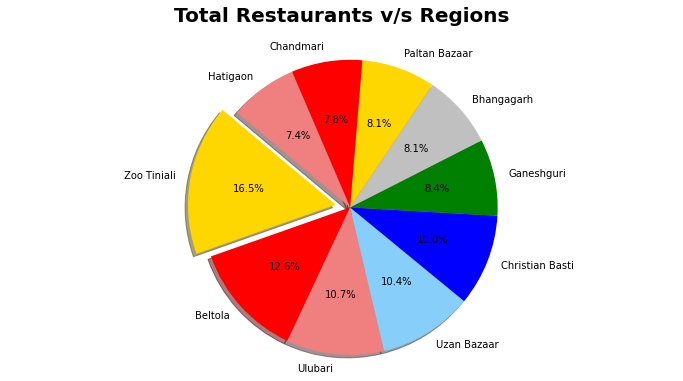 Total Restaurants v/s Regions
Chandmari
Paltan Bazaar
Hatigaon
Bhangagarh
7.8%
8.1%
7.4%
8.1%
Zoo Tiniali
Ganeshguri
16.5%
8.4%
10.0%
Christian Basti
12.6%
10.4%
10.7%
Beltola
Uzan Bazaar
Ulubari